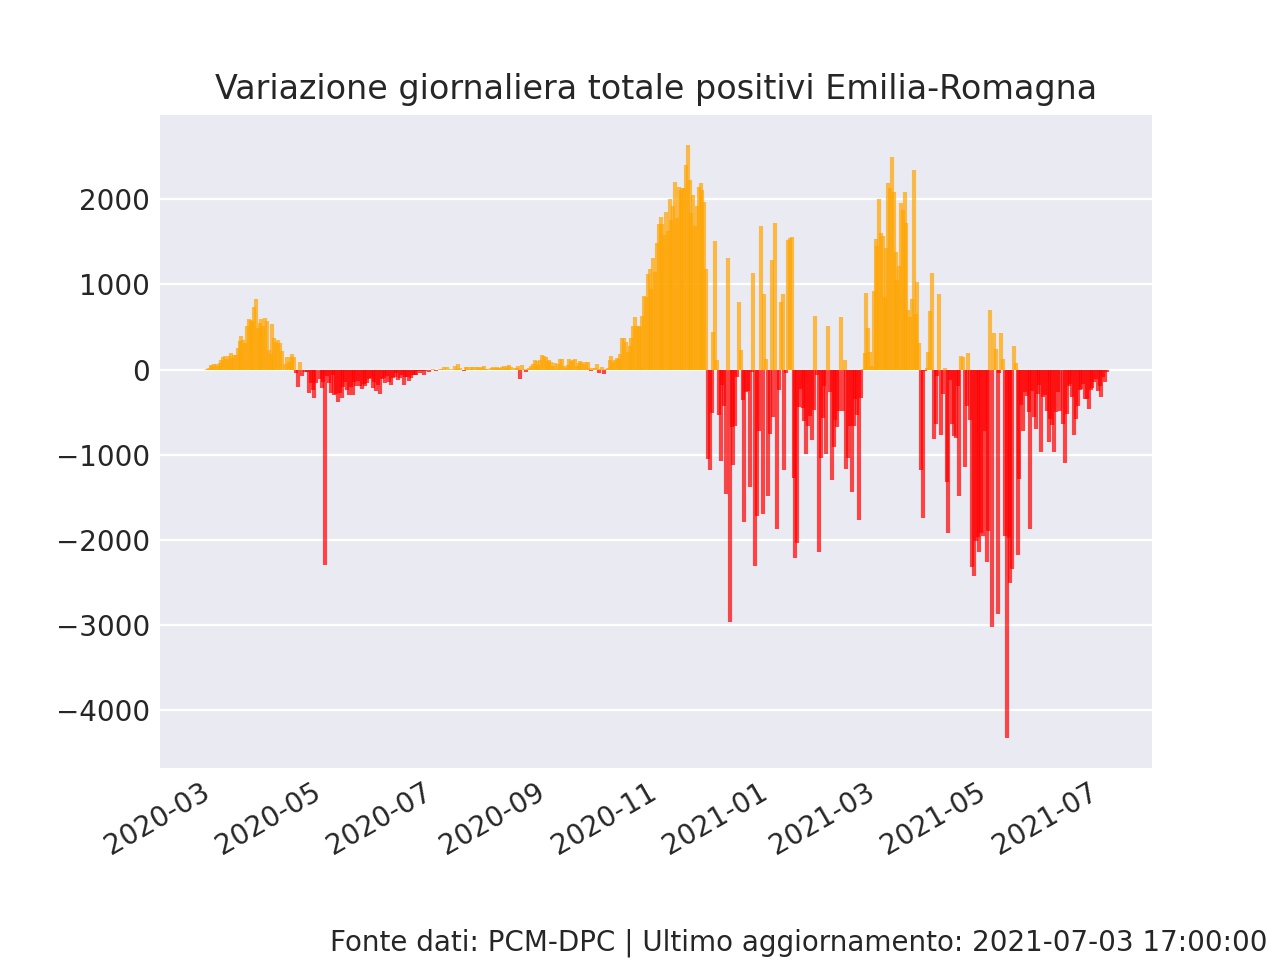 Variazione giornaliera totale positivi Emilia-Romagna
2000
1000
0
−1000
−2000
−3000
−4000
2020-03 2020-05 2020-07 2020-09 2020-11 2021-01 2021-03 2021-05 2021-07
Fonte dati: PCM-DPC | Ultimo aggiornamento: 2021-07-03 17:00:00